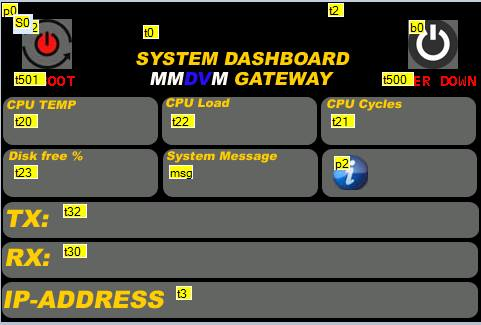 p0 t2
S0 2 t0 b0
SYSTEM DASHBOARD
MMDVM GATEWAY
t501 OOT t500 ER DOWN
CPU TEMP CPU Load CPU Cycles
t20 t22 t21
Disk free % System Message p2
t23 msg
TX: t32
RX: t30
IP-ADDRESS t3